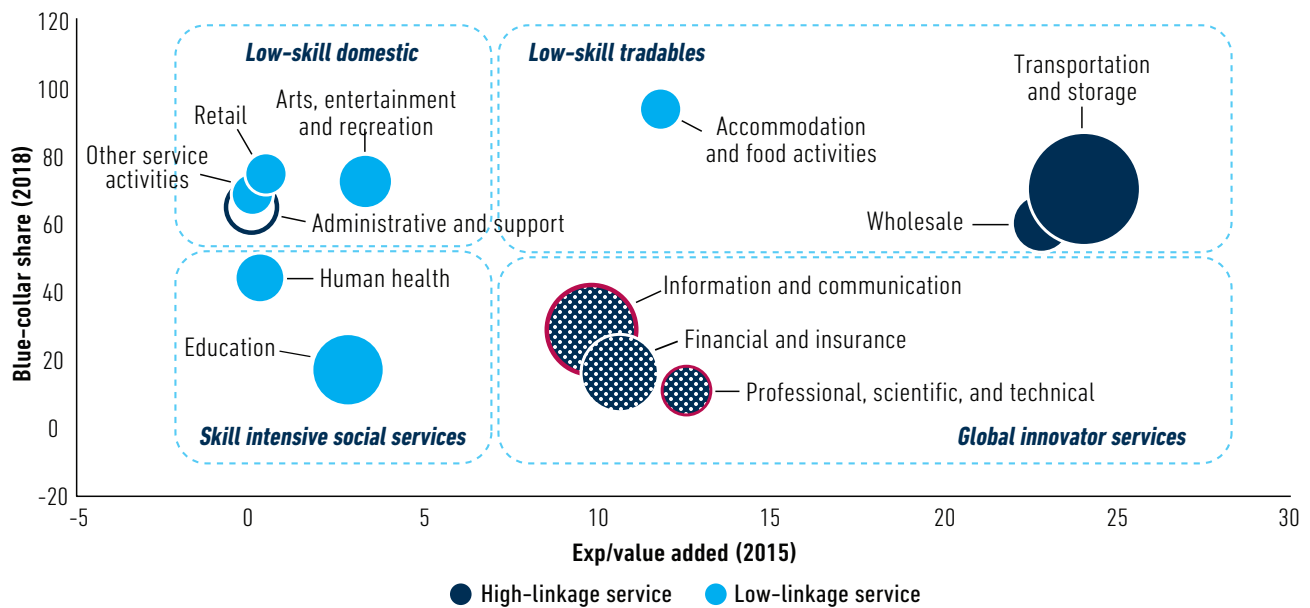 120
100
80
60
40
20
0
-20
Blue-collar share (2018)
Low-skill domestic
Low-skill tradables
Transportation
and storage
Arts, entertainment
and recreation
Retail
Accommodation
and food activities
Other service
activities
Wholesale
Administrative and support
Human health
Information and communication
Financial and insurance
Education
Professional, scientific, and technical
Skill intensive social services
Global innovator services
-5
0
5
10
15
20
25
30
Exp/value added (2015)
High-linkage service
Low-linkage service